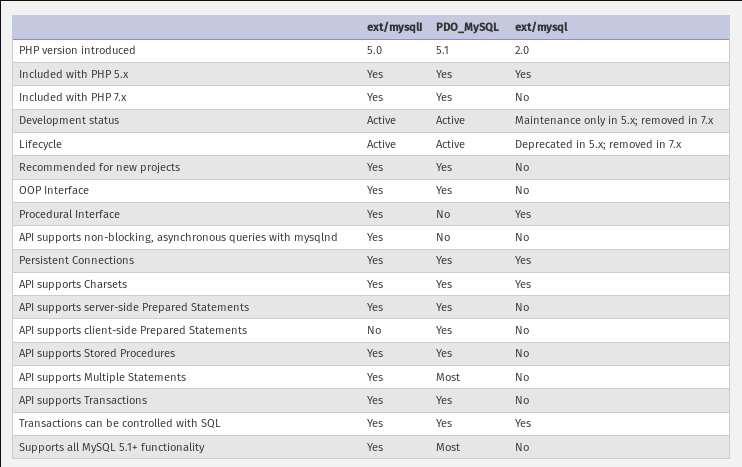 ext/mysqli PDO_MySQL ext/mysql
PHP version introduced 5.0 5.1 2.0
Included with PHP 5.x Yes Yes Yes
Included with PHP 7.x Yes Yes No
Development status Active Active Maintenance only in 5.x; removed in 7.x
Lifecycle Active Active Deprecated in 5.x; removed in 7.x
Recommended for new projects Yes Yes No
OOP Interface Yes Yes No
Procedural Interface Yes No Yes
API supports non-blocking, asynchronous queries with mysqlnd Yes No No
Persistent Connections Yes Yes Yes
API supports Charsets Yes Yes Yes
API supports server-side Prepared Statements Yes Yes No
API supports client-side Prepared Statements No Yes No
API supports Stored Procedures Yes Yes No
API supports Multiple Statements Yes Most No
API supports Transactions Yes Yes No
Transactions can be controlled with SQL Yes Yes Yes
Supports all MySQL 5.1+ functionality Yes Most No